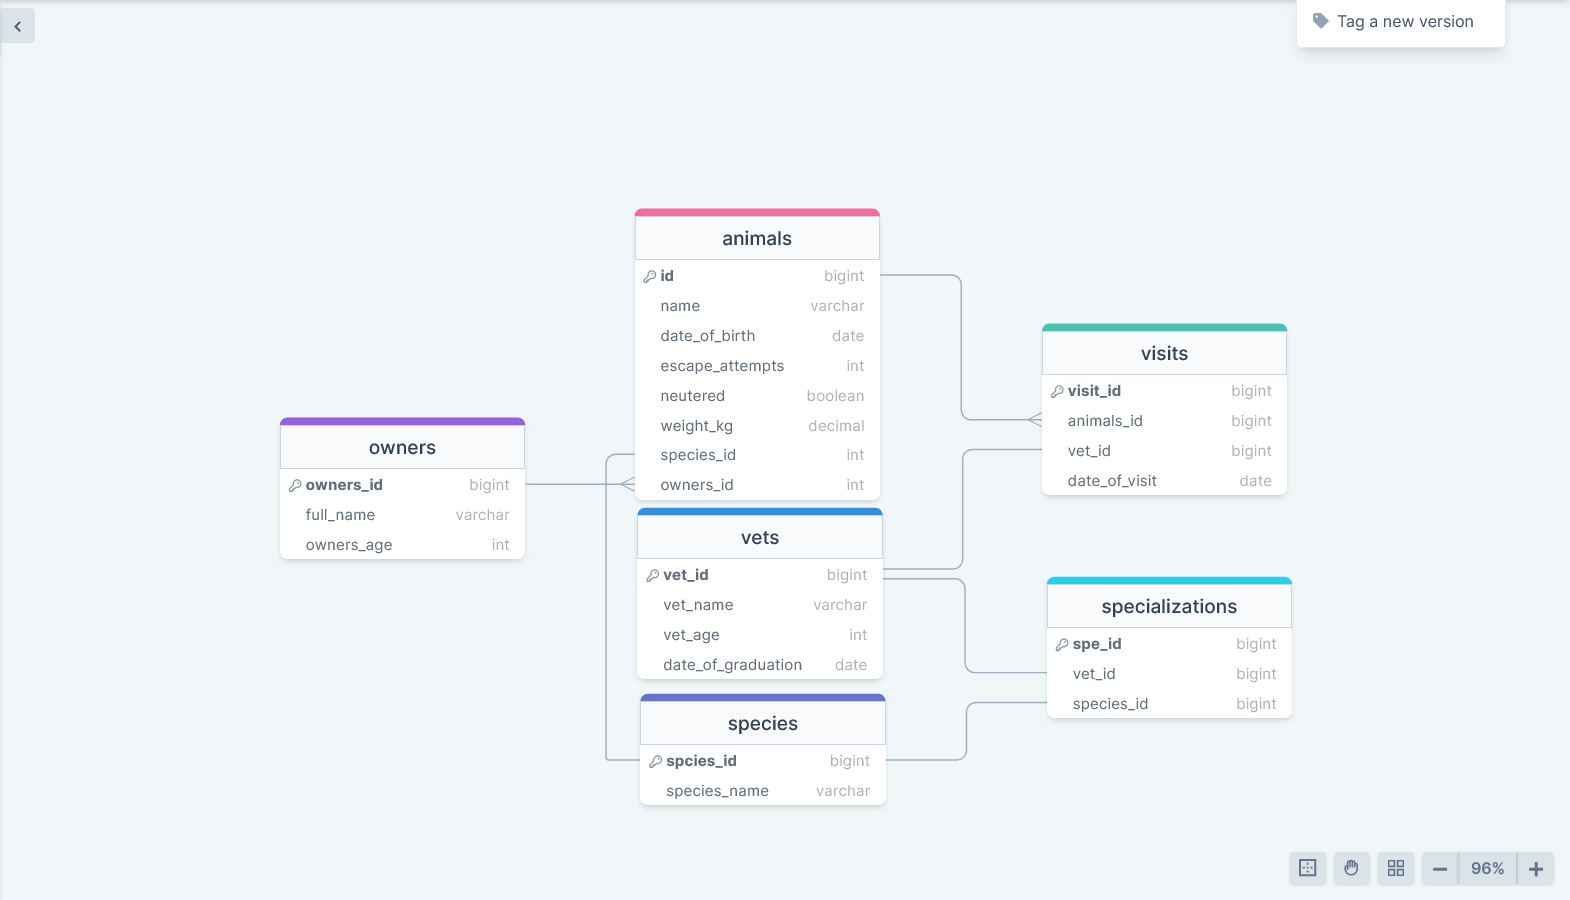 Tag a new version
animals
id bigint
name varchar
date_of_birth date
escape_attempts int
neutered boolean
weight_kg decimal
species_id int
owners_id int
visits
visit_id bigint
animals_id bigint
vet_id bigint
date_of_visit date
owners
owners_id bigint
full_name varchar
owners_age int
vets
vet_id bigint
vet_name varchar
vet_age int
date_of_graduation date
specializations
spe_id bigint
vet_id bigint
species_id bigint
species
spcies_id bigint
species_name varchar
96%